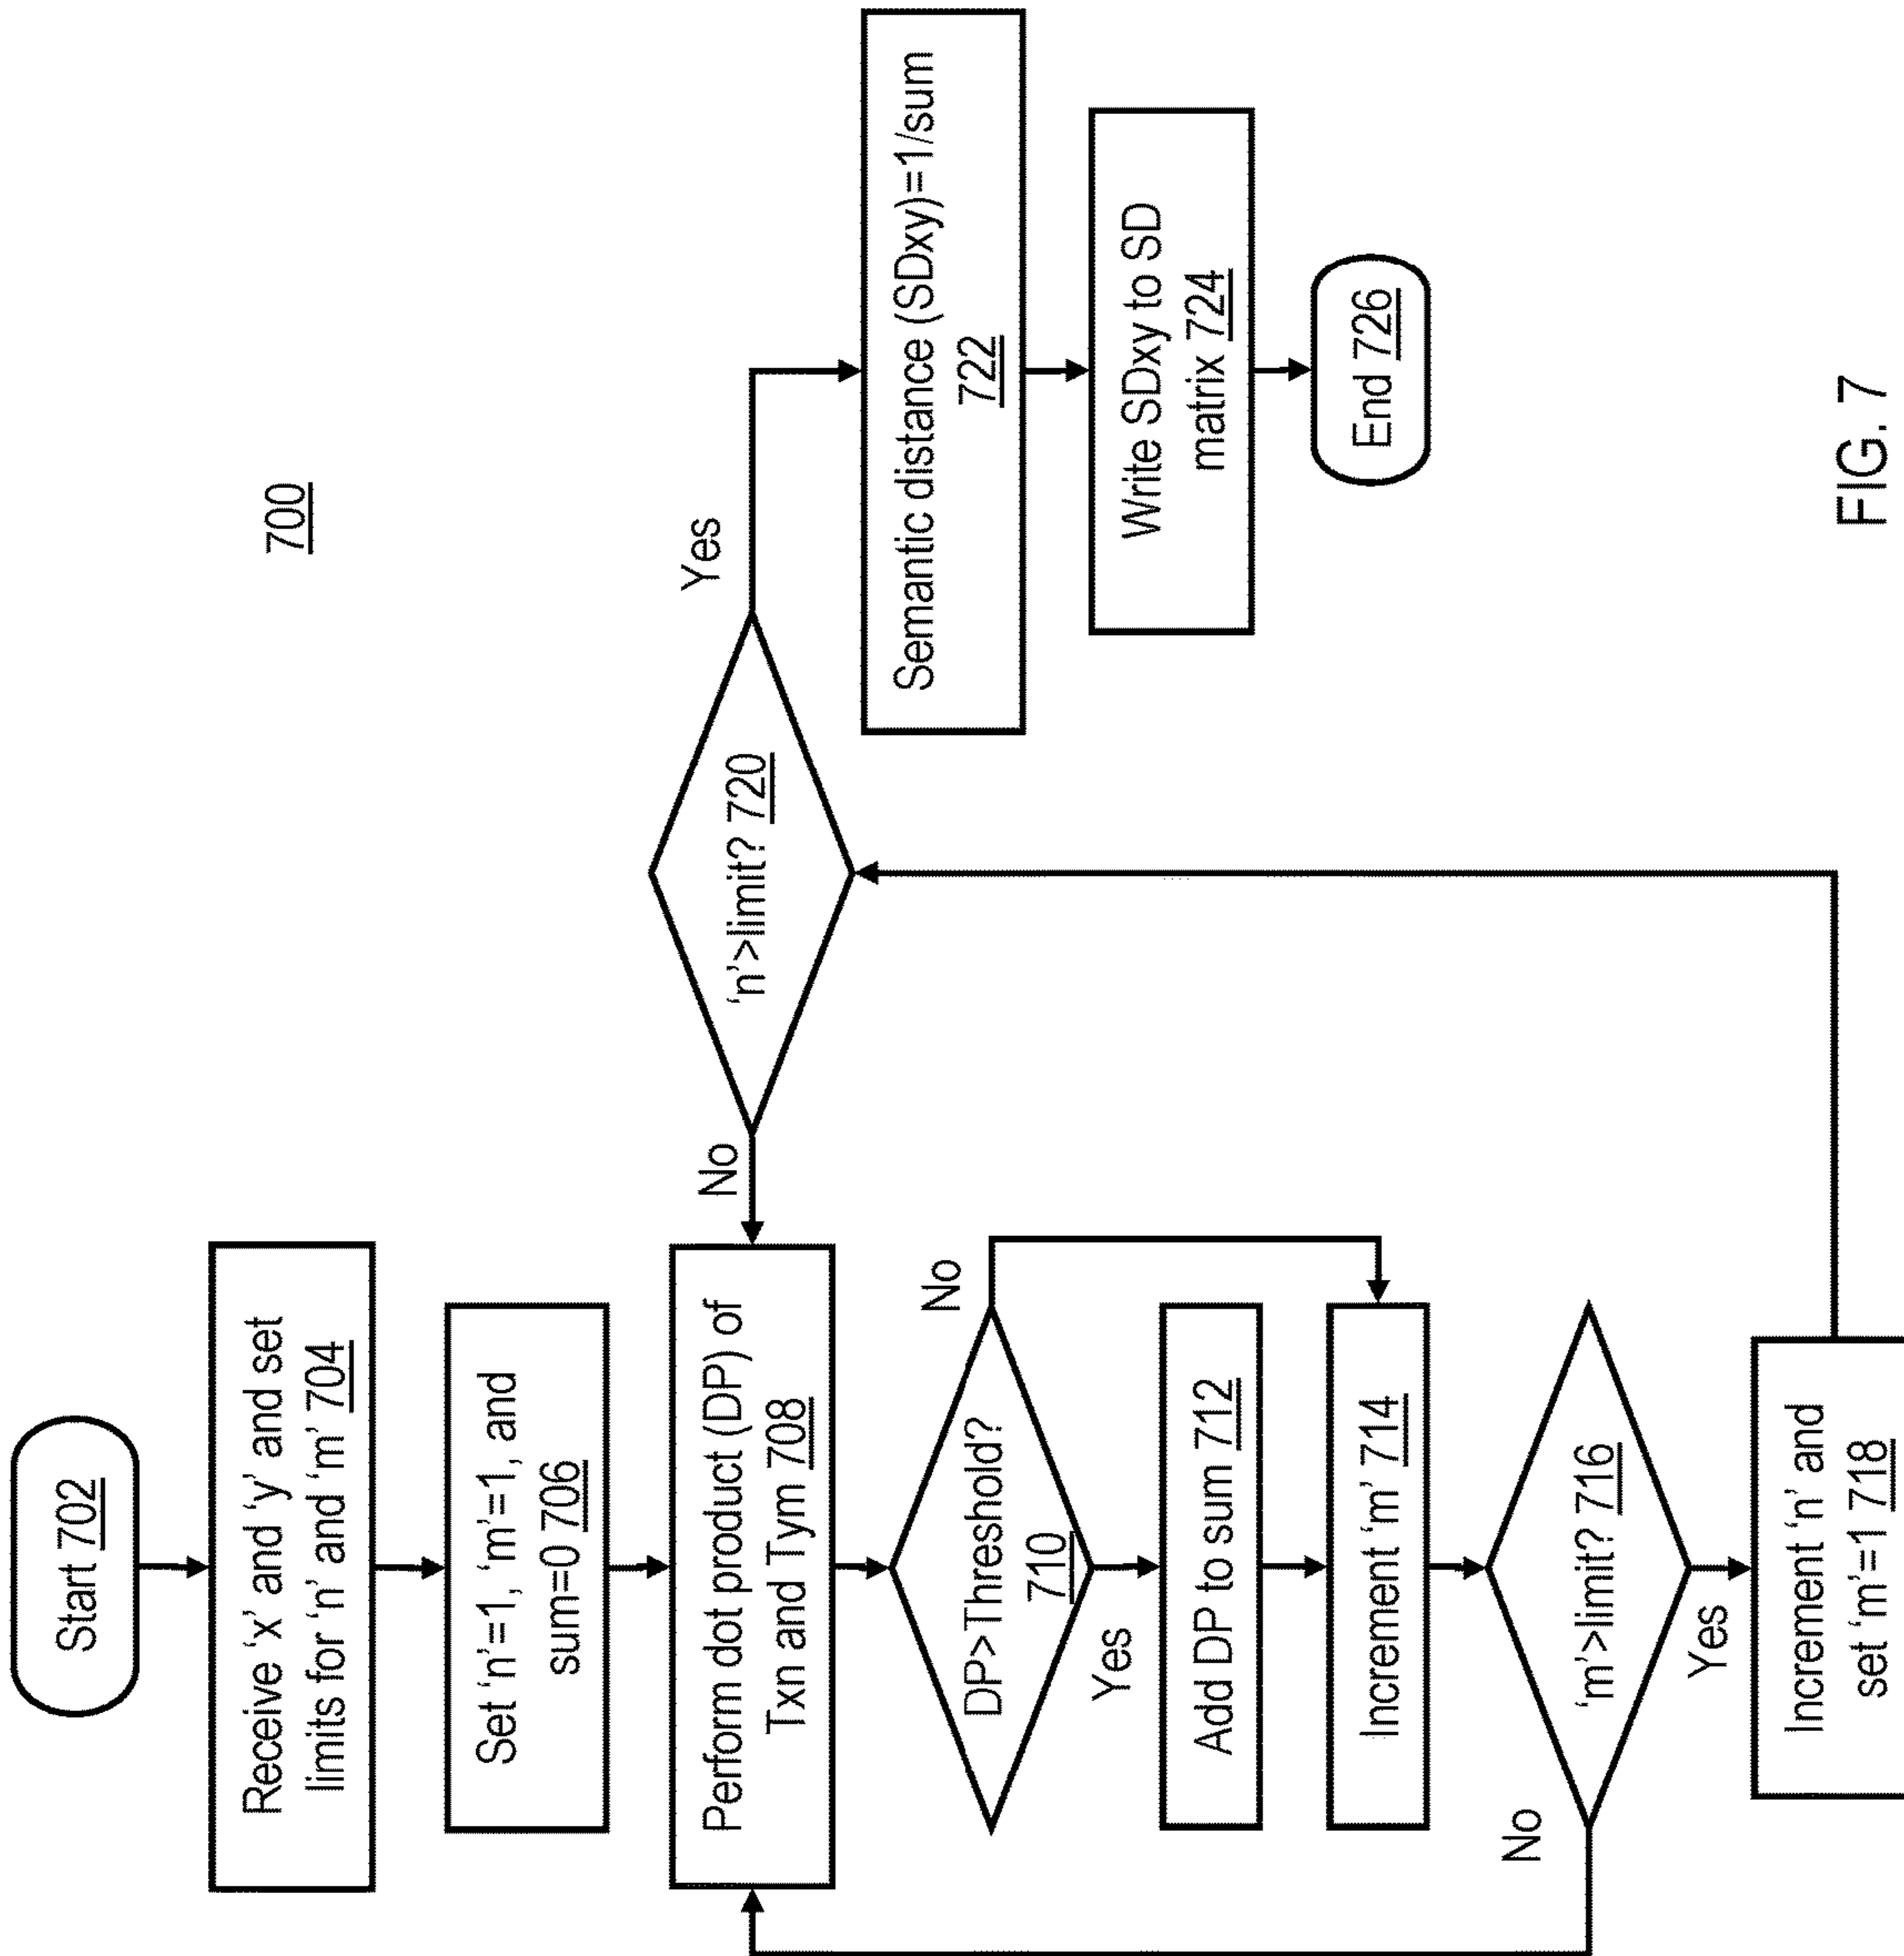 700
Start 702
Receive ‘x’ and ‘y’ and set
limits for ‘n’ and ‘m’ 704
Set ‘n’=1, ‘m’=1, and
sum=0 706
Perform dot product (DP) of
Txn and Tym 708
DP>Threshold?
710
No
Yes
Add DP to sum 712
Increment ‘m’ 714
‘m’>limit? 716
No
Yes
Increment ‘n’ and
set ‘m’=1 718
‘n’>limit? 720
No
Yes
Semantic distance (SDxy)=1/sum
722
Write SDxy to SD
matrix 724
End 726
FIG. 7